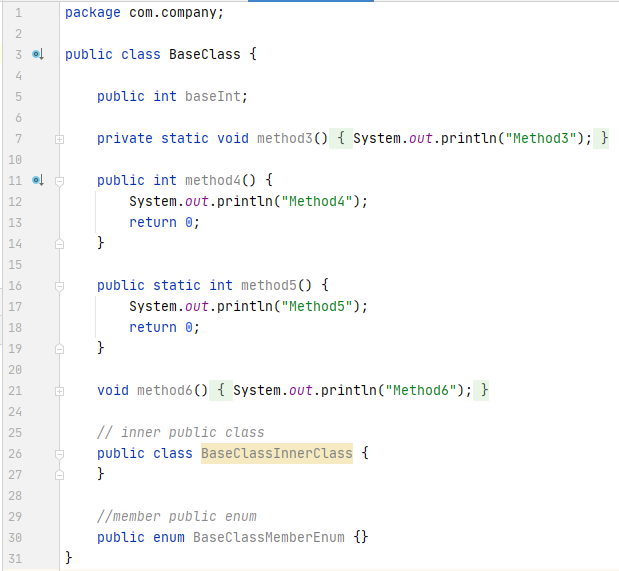 1 package com.company;
2
3 public class BaseClass {
4
5 public int baseInt;
6
7 private static void method3() { System.out.println("Method3"); }
10
11 public int method4() {
12 System.out.println("Method4");
13 return 0;
14 }
15
16 public static int method5() {
17 System.out.println("Method5");
18 return 0;
19 }
20
21 void method6() { System.out.println("Method6"); }
24
25 // inner public class
26 public class BaseClassInnerClass {
27 }
28
29 //member public enum
30 public enum BaseClassMemberEnum {}
31 }